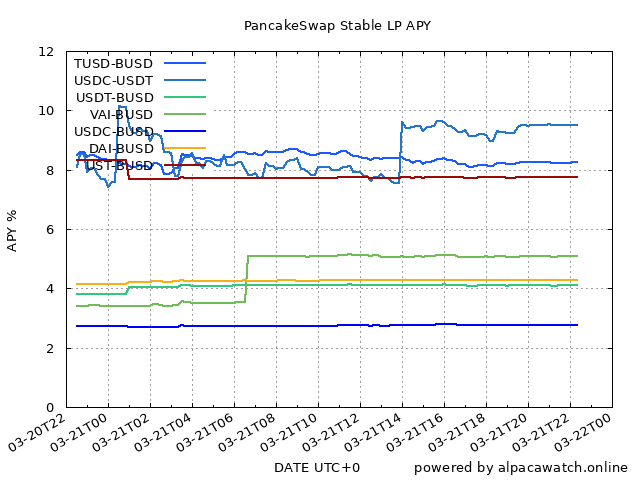 PancakeSwap Stable LP APY
12
10
8
6
4
2
0
APY %
TUSD-BUSD
USDC-USDT
USDT-BUSD
VAI-BUSD
USDC-BUSD
DAI-BUSD
UST-BUSD
03-20T22
03-21T00
03-21T02
03-21T04
03-21T06
03-21T08
03-21T10
03-21T12
03-21T14
03-21T16
03-21T18
03-21T20
03-21T22
03-22T00
DATE UTC+0
powered by alpacawatch.online